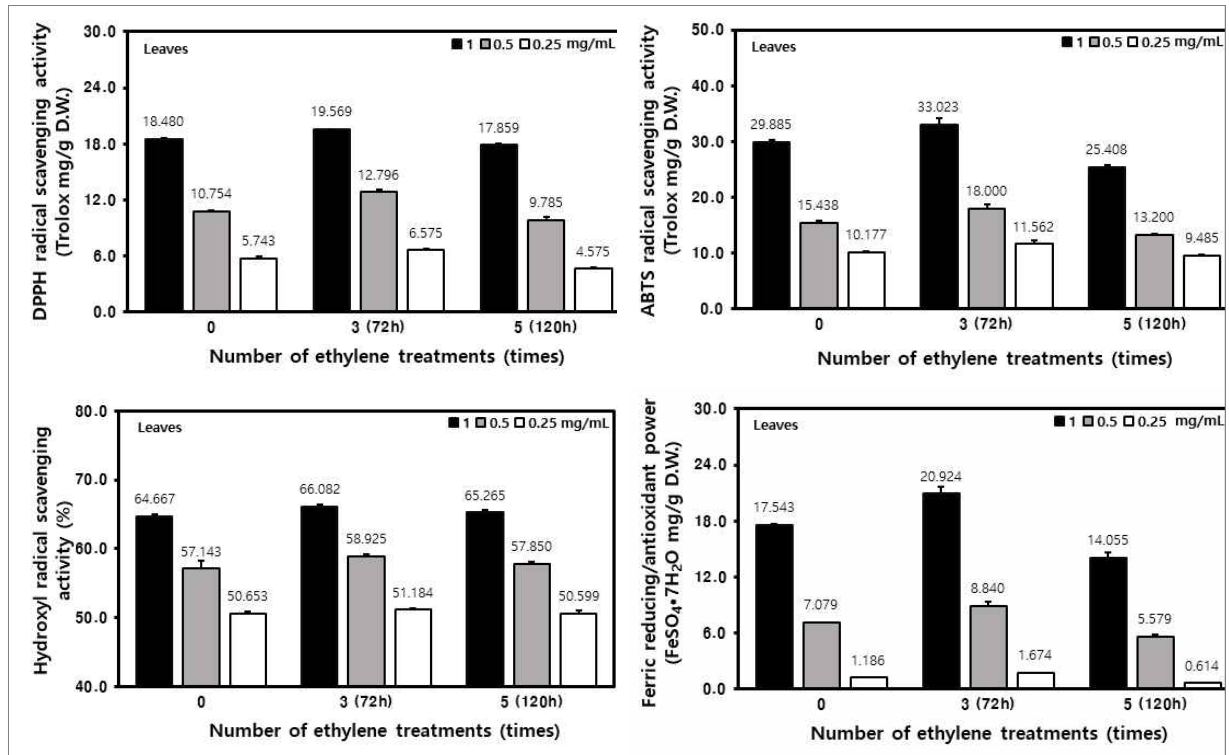 DPPH radical scavenging activity
(Trolox mg/g D.W.)
30.0
24.0
18.0
12.0
6.0
0.0
Leaves
1 0.5 0.25 mg/mL
18.480
10.754
5.743
19.569
12.796
6.575
17.859
9.785
4.575
0 3 (72h) 5 (120h)
Number of ethylene treatments (times)
ABTS radical scavenging activity
(Trolox mg/g D.W.)
50.0
40.0
30.0
20.0
10.0
0.0
Leaves
1 0.5 0.25 mg/mL
29.885
15.438
10.177
33.023
18.000
11.562
25.408
13.200
9.485
0 3 (72h) 5 (120h)
Number of ethylene treatments (times)
Hydroxyl radical scavenging
activity (%)
80.0
70.0
60.0
50.0
40.0
Leaves
1 0.5 0.25 mg/mL
64.667
57.143
50.653
66.082
58.925
51.184
65.265
57.850
50.599
0 3 (72h) 5 (120h)
Number of ethylene treatments (times)
Ferric reducing/antioxidant power
(FeSO₄•7H₂O mg/g D.W.)
30.0
24.0
18.0
12.0
6.0
0.0
Leaves
1 0.5 0.25 mg/mL
17.543
7.079
1.186
20.924
8.840
1.674
14.055
5.579
0.614
0 3 (72h) 5 (120h)
Number of ethylene treatments (times)